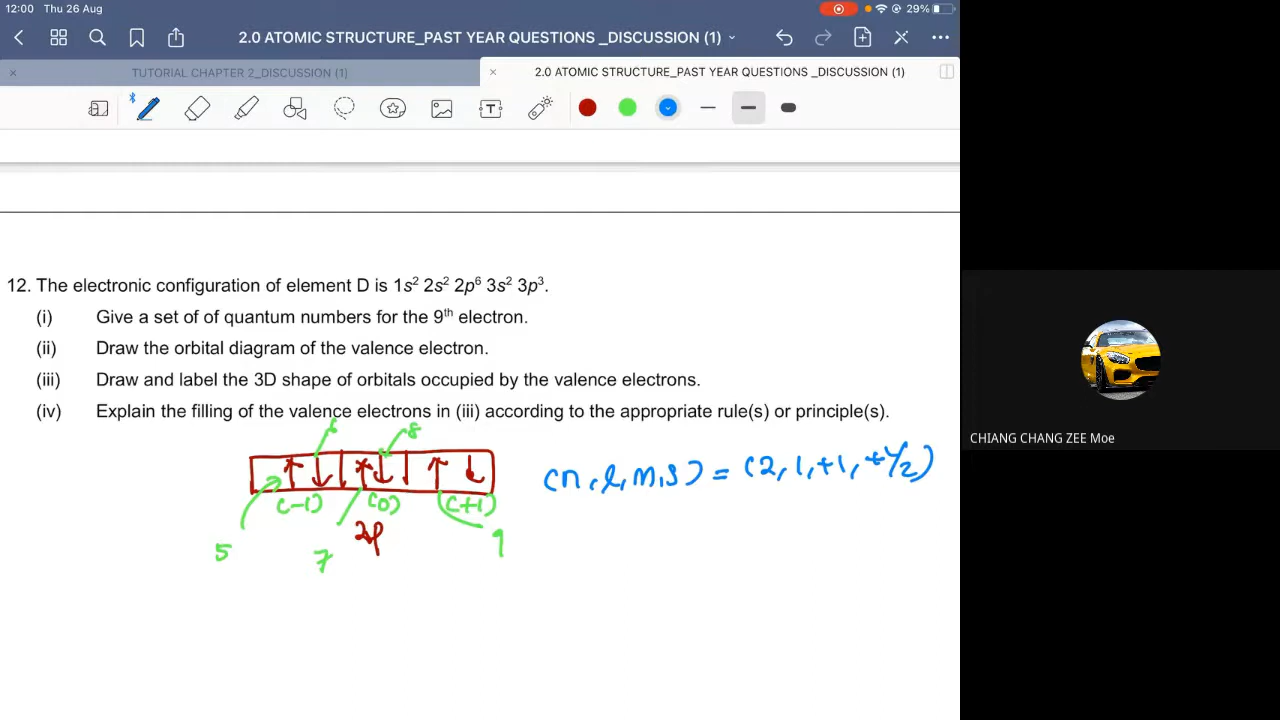 12:00 Thu 26 Aug
29%
2.0 ATOMIC STRUCTURE_PAST YEAR QUESTIONS _DISCUSSION (1)
TUTORIAL CHAPTER 2_DISCUSSION (1)
2.0 ATOMIC STRUCTURE_PAST YEAR QUESTIONS _DISCUSSION (1)
12. The electronic configuration of element D is 1s² 2s² 2p⁶ 3s² 3p³.
(i) Give a set of of quantum numbers for the 9ᵗʰ electron.
(ii) Draw the orbital diagram of the valence electron.
(iii) Draw and label the 3D shape of orbitals occupied by the valence electrons.
(iv) Explain the filling of the valence electrons in (iii) according to the appropriate rule(s) or principle(s).
6 8
(n, l, m, s) = (2, 1, +1, +1/2)
(-1) (0) (+1)
2p
5 7 9
CHIANG CHANG ZEE Moe